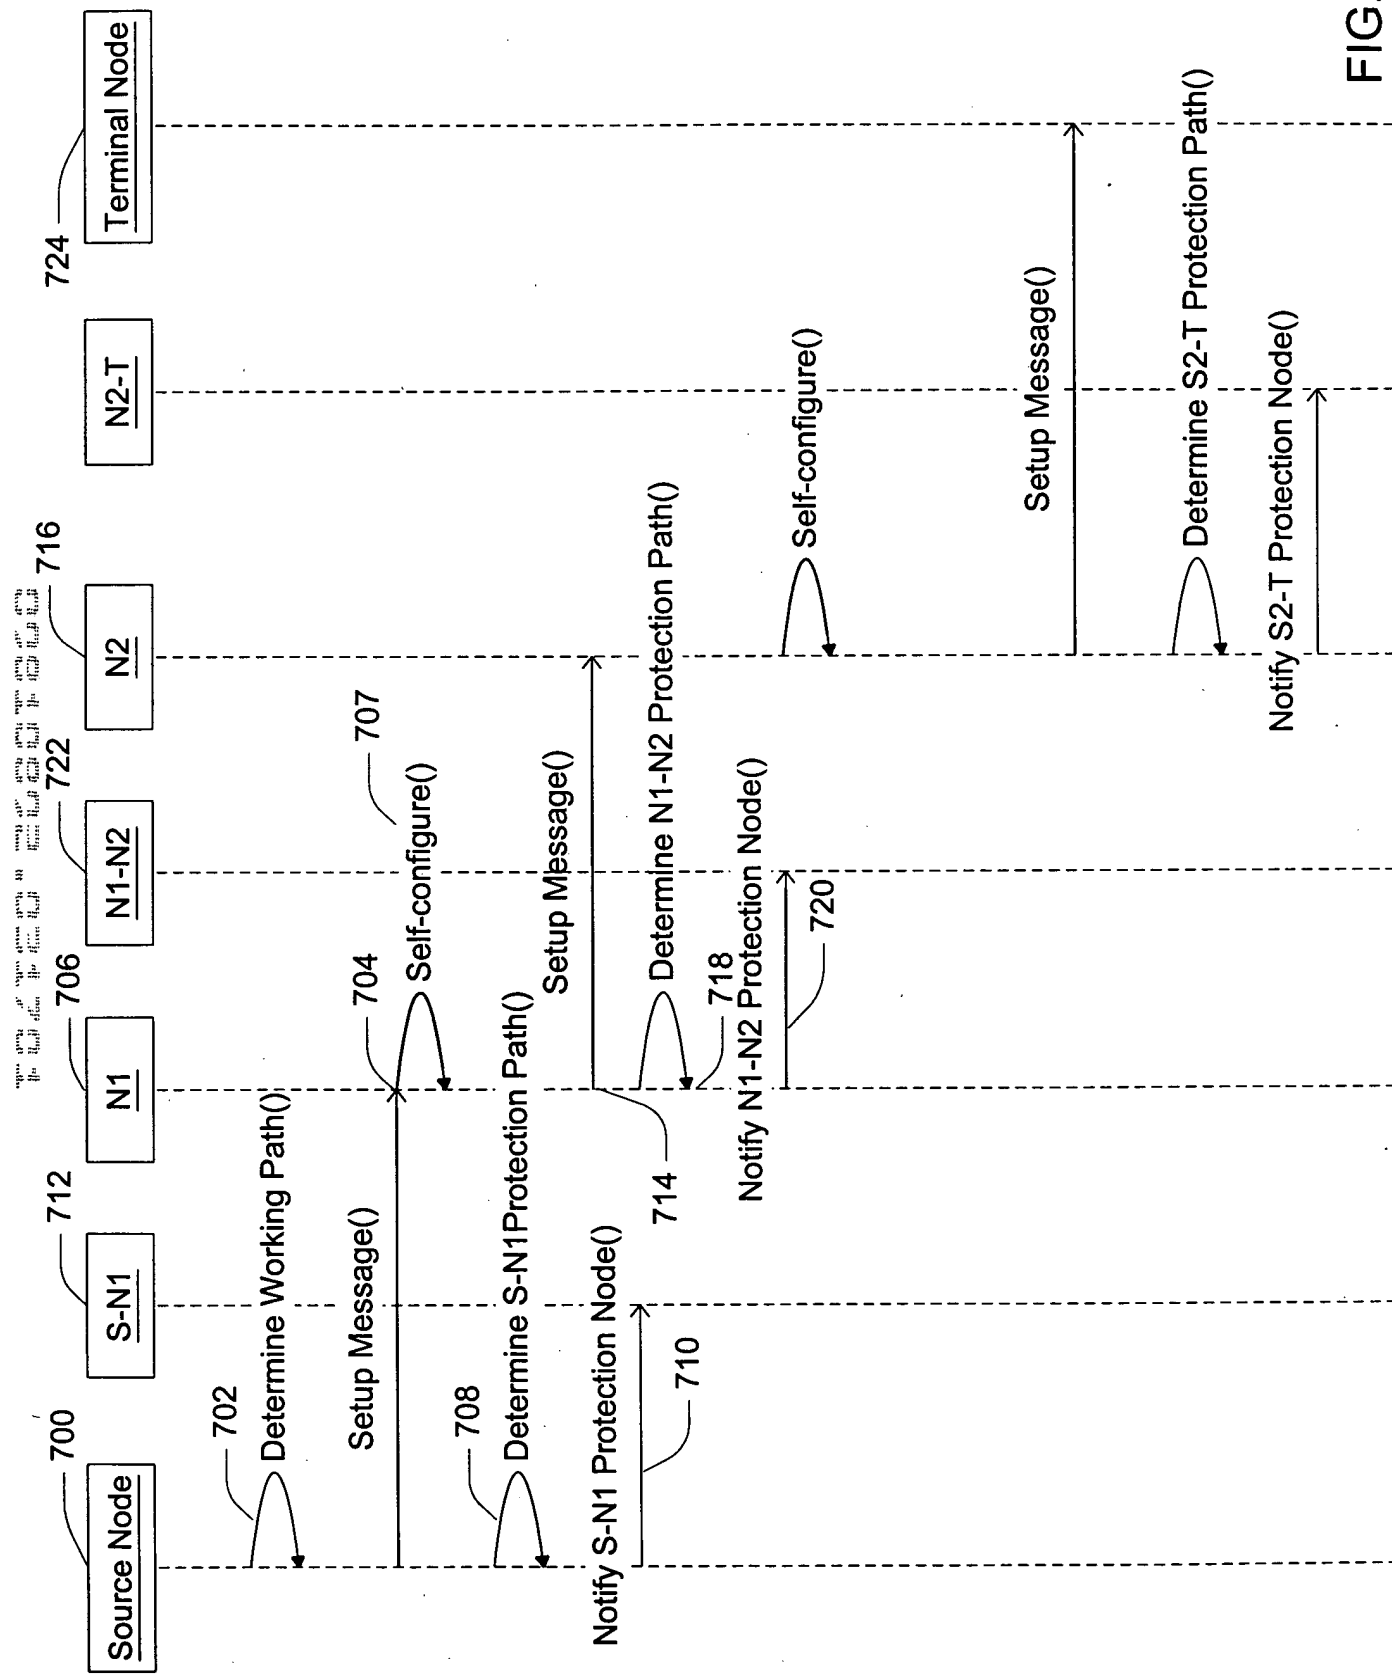 700
712
706
722
716
724
Source Node
S-N1
N1
N1-N2
N2
N2-T
Terminal Node
702
Determine Working Path()
Setup Message()
704
707
Self-configure()
708
Determine S-N1Protection Path()
Setup Message()
Notify S-N1 Protection Node()
710
714
Determine N1-N2 Protection Path()
718
Notify N1-N2 Protection Node()
720
Self-configure()
Setup Message()
Determine S2-T Protection Path()
Notify S2-T Protection Node()
FIG.